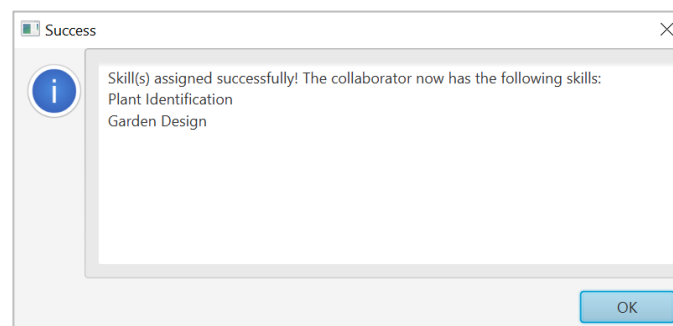 Success
Skill(s) assigned successfully! The collaborator now has the following skills:
Plant Identification
Garden Design
OK